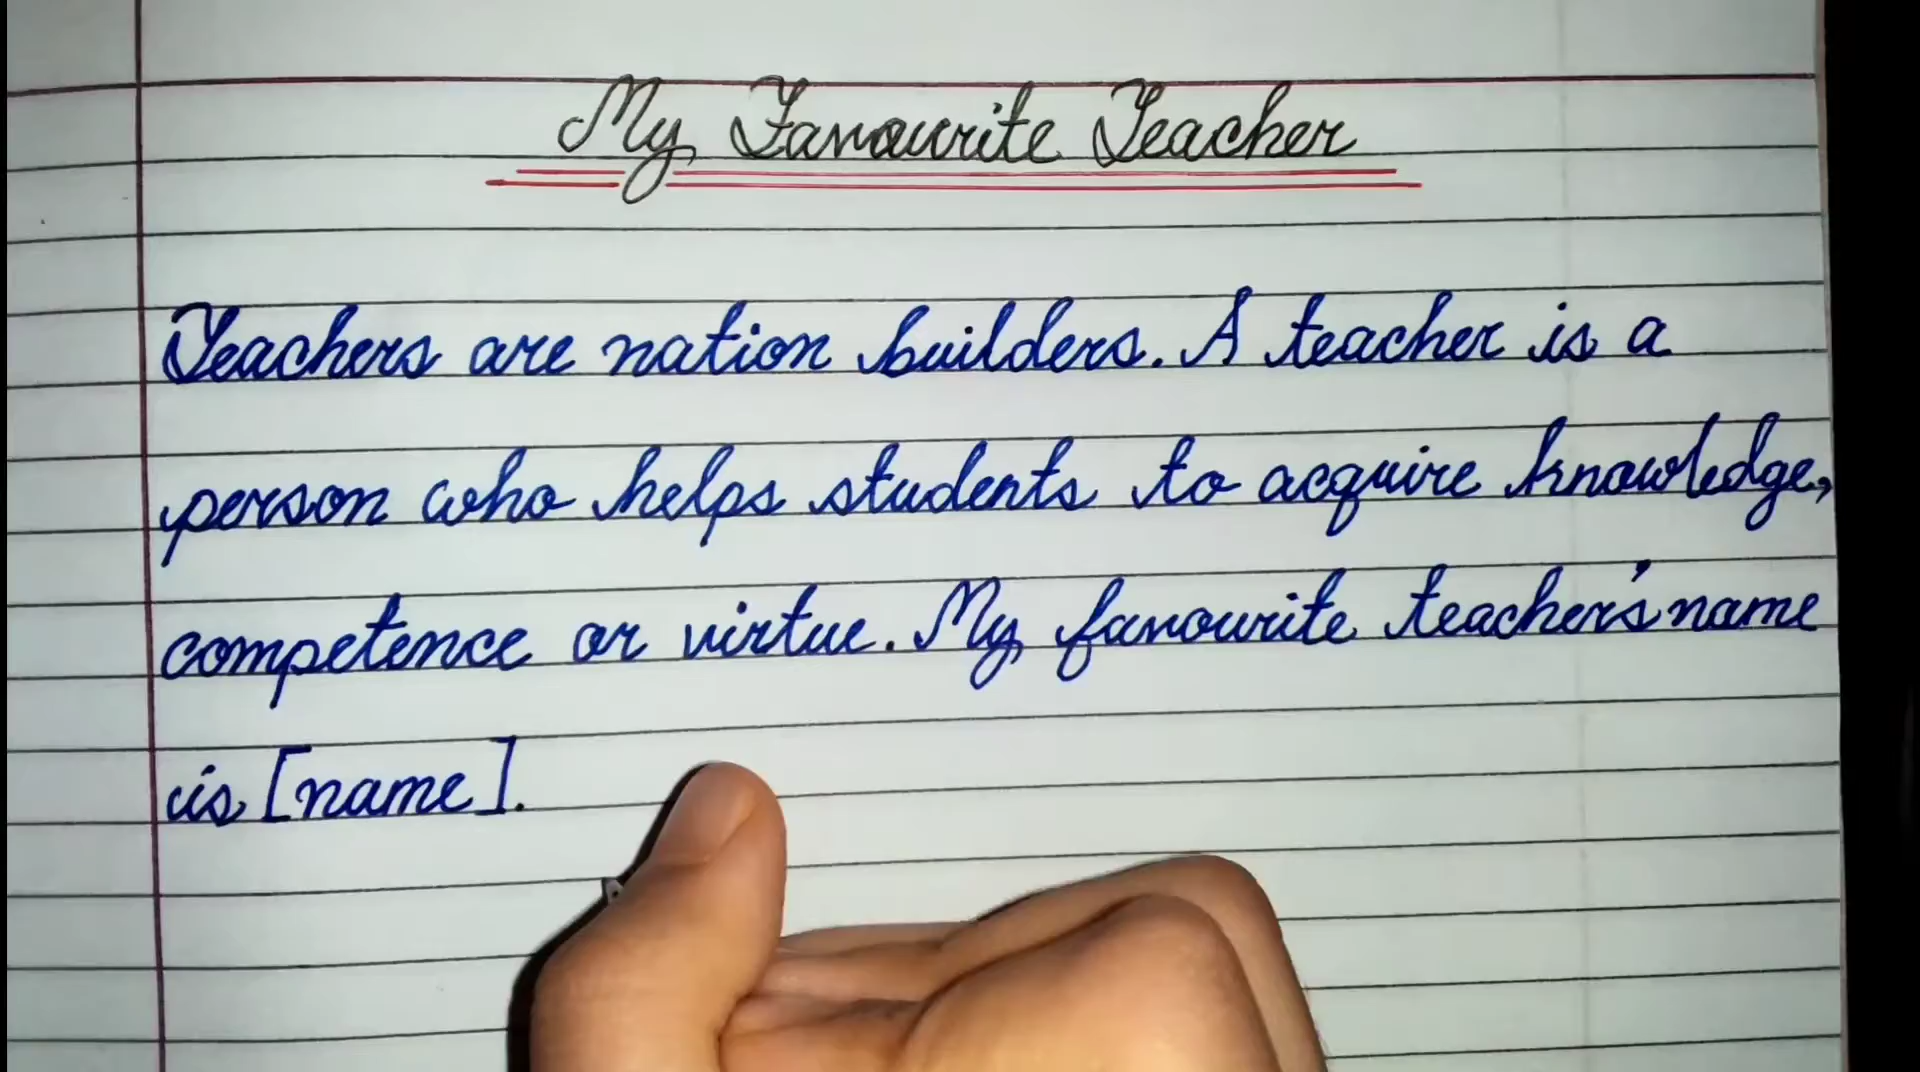 My Favourite Teacher
Teachers are nation builders. A teacher is a
person who helps students to acquire knowledge,
competence or virtue. My favourite teacher's name
is [name].